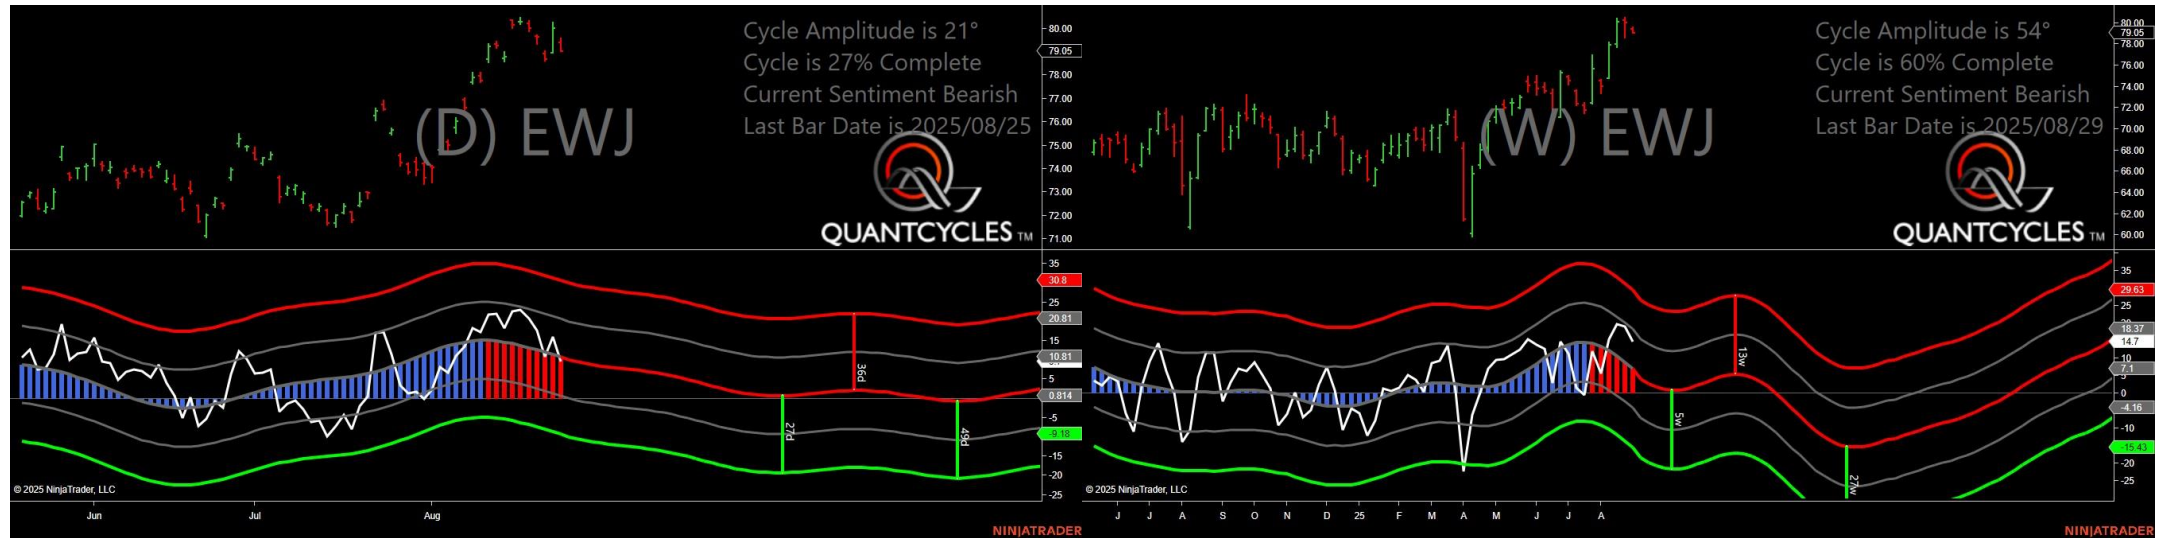 Cycle Amplitude is 21°
Cycle is 27% Complete
Current Sentiment Bearish
Last Bar Date is 2025/08/25
(D) EWJ
QUANTCYCLES TM
80.00
79.05
78.00
77.00
76.00
75.00
74.00
73.00
72.00
71.00
35
30.8
25
20.81
15
10.81
5
0.814
-5
-9.18
-15
-20
-25
36d
27d
49d
© 2025 NinjaTrader, LLC
Jun Jul Aug
NINJATRADER
Cycle Amplitude is 54°
Cycle is 60% Complete
Current Sentiment Bearish
Last Bar Date is 2025/08/29
(W) EWJ
QUANTCYCLES TM
80.00
79.05
78.00
76.00
74.00
72.00
70.00
68.00
66.00
64.00
62.00
60.00
35
29.63
25
18.37
14.7
10
7.1
0
-4.16
-10
-15.43
-20
-25
13w
5w
27w
© 2025 NinjaTrader, LLC
J J A S O N D 25 F M A M J J A
NINJATRADER